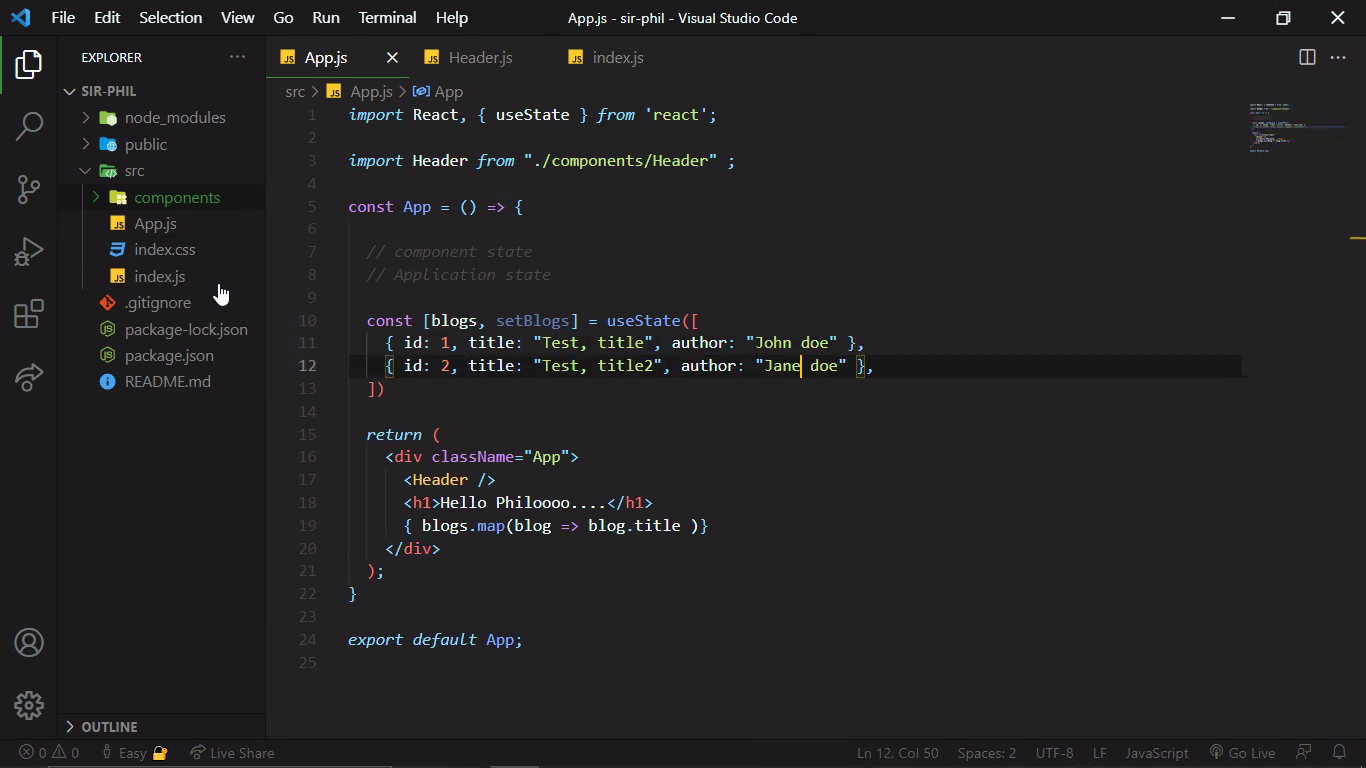 File Edit Selection View Go Run Terminal Help
App.js - sir-phil - Visual Studio Code
EXPLORER
SIR-PHIL
node_modules
public
src
components
App.js
index.css
index.js
.gitignore
package-lock.json
package.json
README.md
OUTLINE
App.js
Header.js
index.js
src > App.js > App
1 import React, { useState } from 'react';
2
3 import Header from "./components/Header" ;
4
5 const App = () => {
6
7 // component state
8 // Application state
9
10 const [blogs, setBlogs] = useState([
11 { id: 1, title: "Test, title", author: "John doe" },
12 { id: 2, title: "Test, title2", author: "Jane doe" },
13 ])
14
15 return (
16 <div className="App">
17 <Header />
18 <h1>Hello Philoooo....</h1>
19 { blogs.map(blog => blog.title )}
20 </div>
21 );
22 }
23
24 export default App;
25
0 0 Easy Live Share
Ln 12, Col 50 Spaces: 2 UTF-8 LF JavaScript Go Live